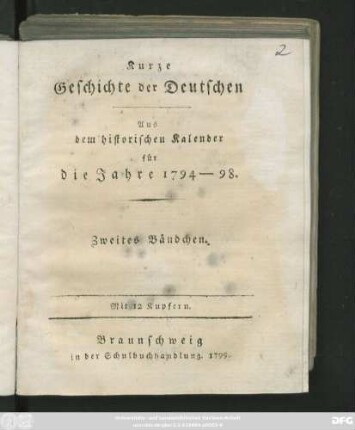 2
Kurze
Geschichte der Deutschen
Aus
dem historischen Kalender
für
die Jahre 1794—98.
Zweites Bändchen.
Mit 12 Kupfern.
Braunschweig
in der Schulbuchhandlung. 1799.
DFG